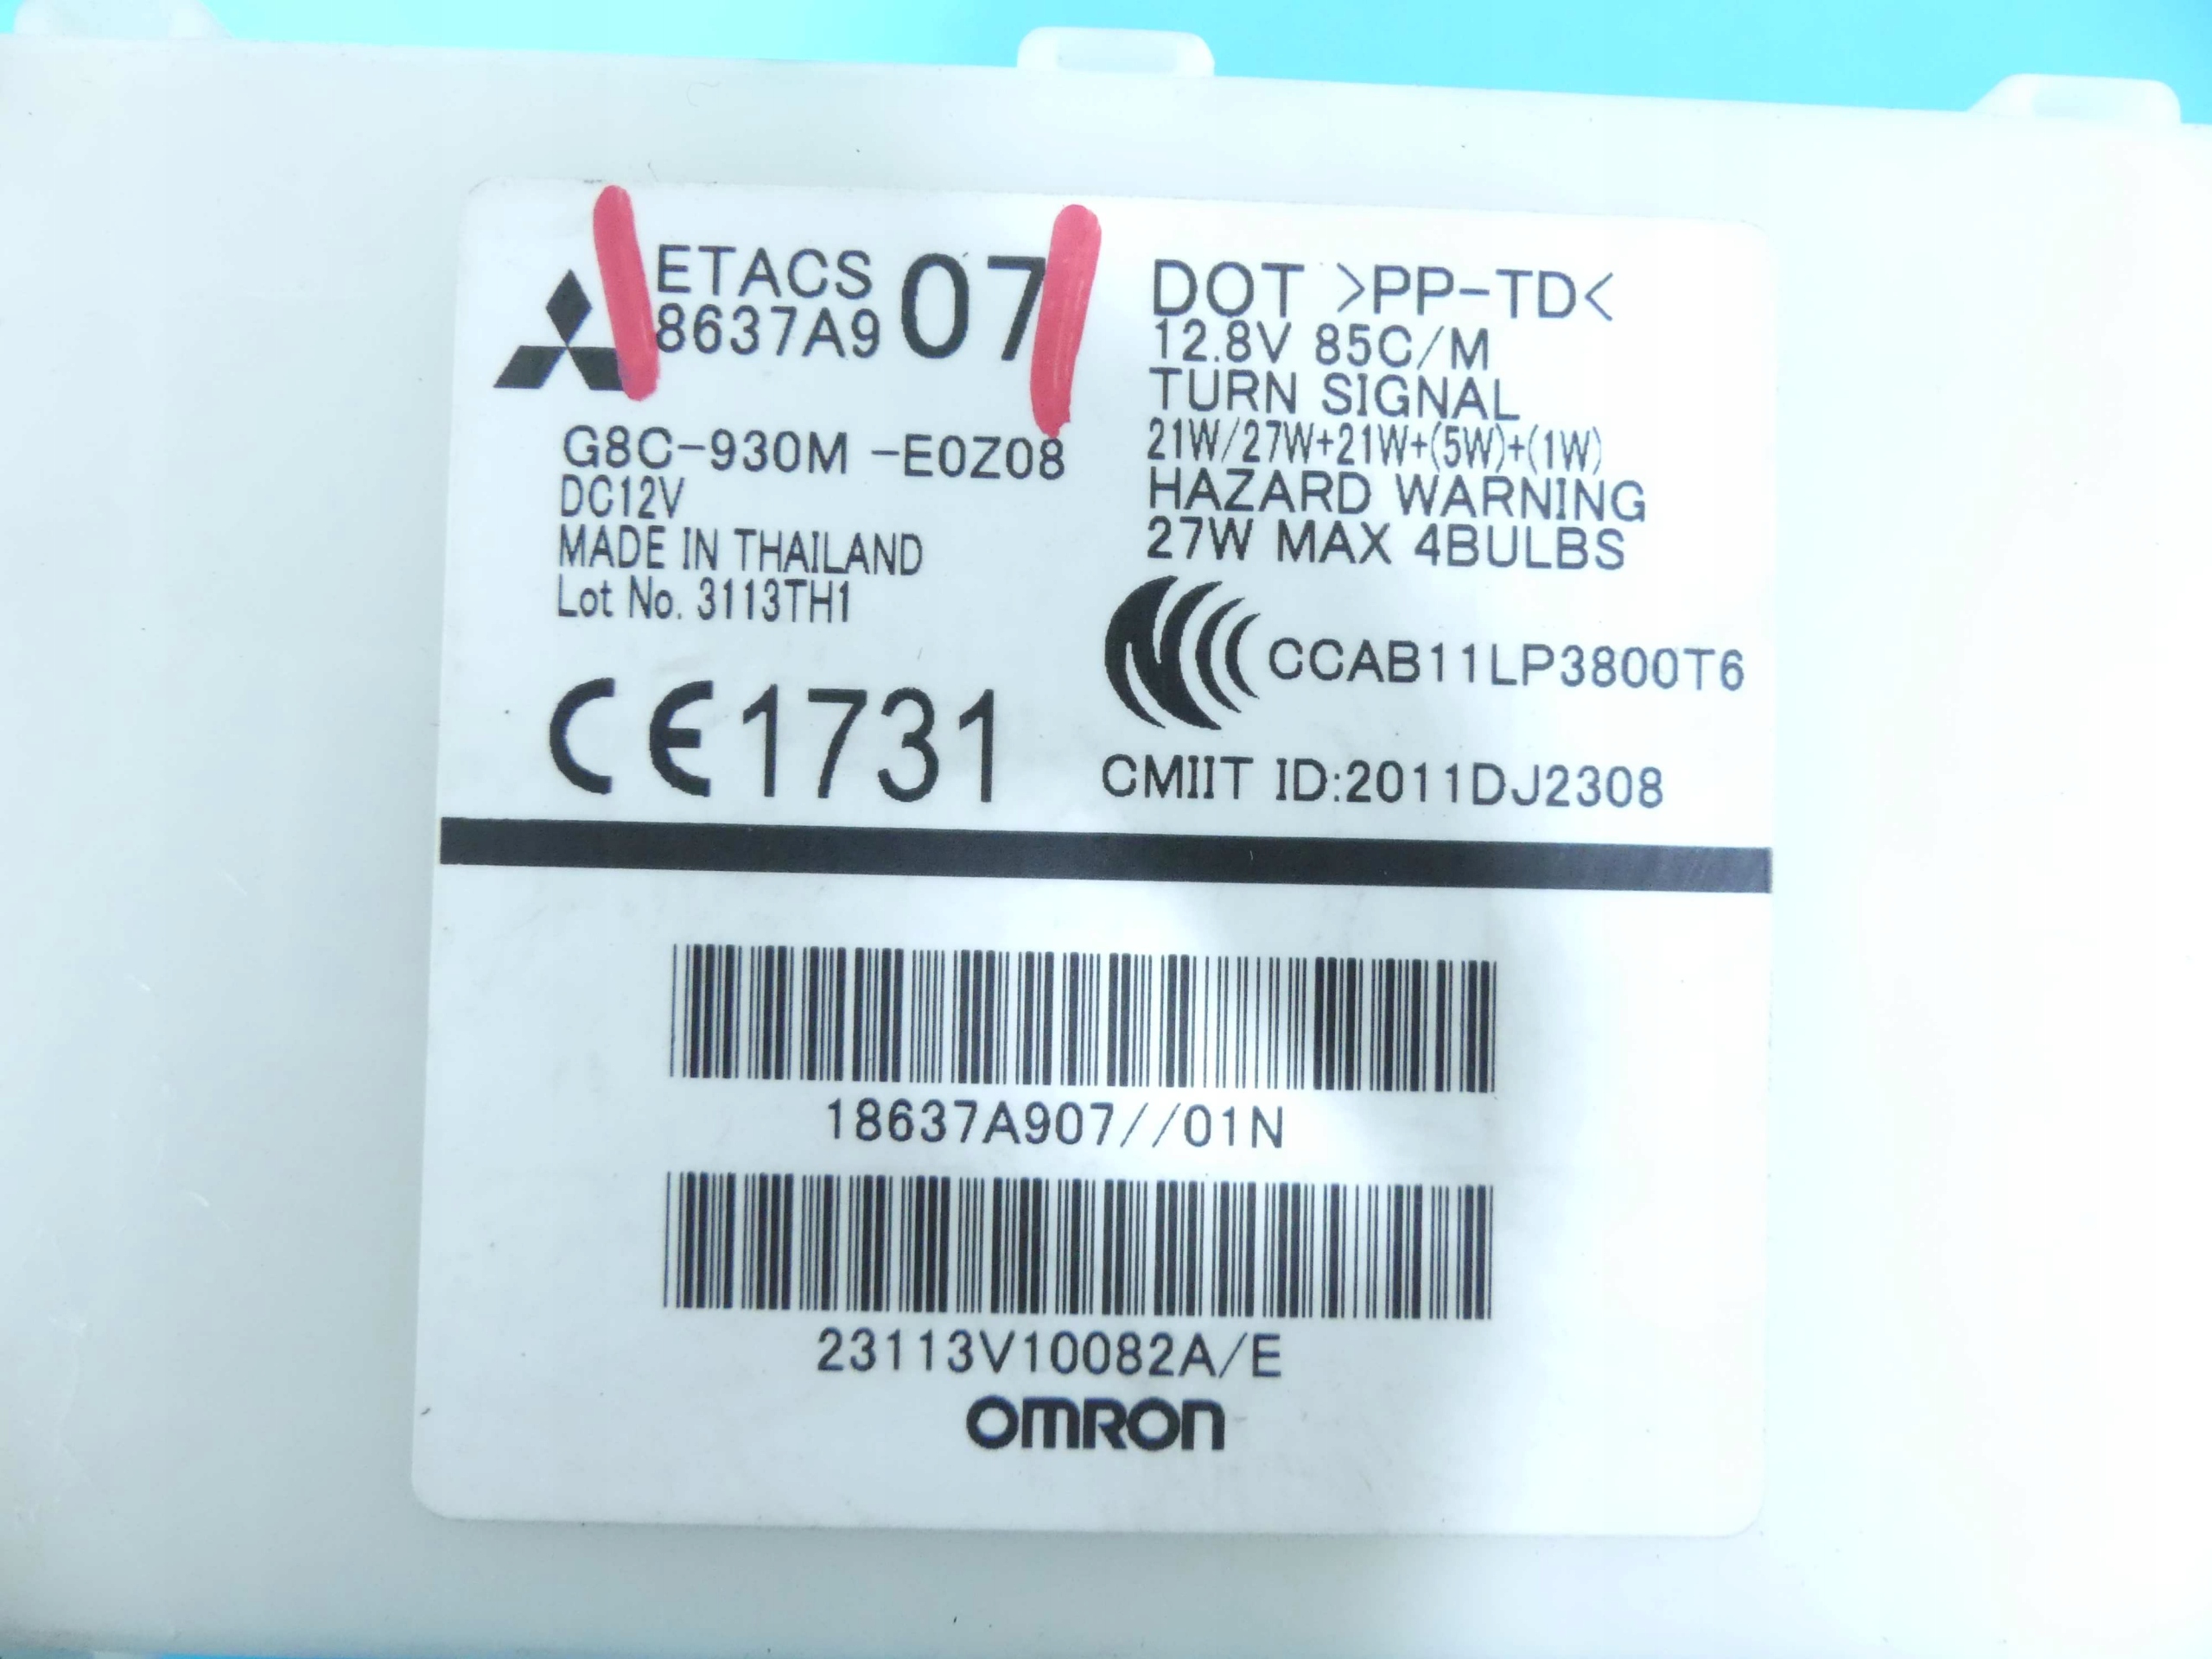 ETACS
8637A9 07
G8C-930M -E0Z08
DC12V
MADE IN THAILAND
Lot No. 3113TH1
CE1731
DOT >PP-TD<
12.8V 85C/M
TURN SIGNAL
21W/27W+21W+(5W)+(1W)
HAZARD WARNING
27W MAX 4BULBS
CCAB11LP3800T6
CMIIT ID:2011DJ2308
18637A907//01N
23113V10082A/E
OMRON